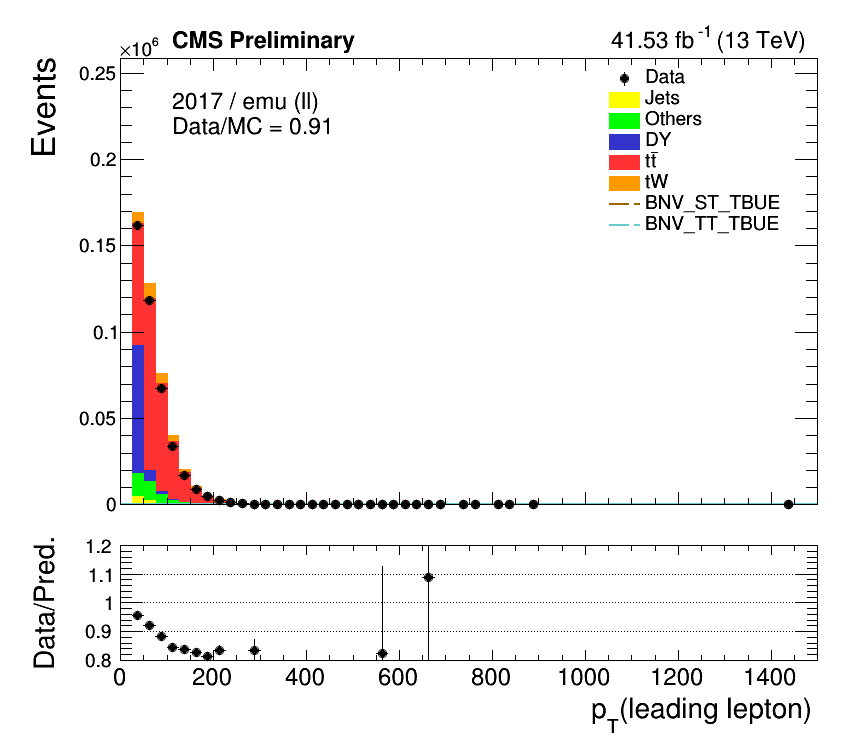 ×10⁶ CMS Preliminary 41.53 fb⁻¹ (13 TeV)
Events
0.25
0.2
0.15
0.1
0.05
0
2017 / emu (ll)
Data/MC = 0.91
Data
Jets
Others
DY
tt̄
tW
BNV_ST_TBUE
BNV_TT_TBUE
Data/Pred.
1.2
1.1
1
0.9
0.8
0 200 400 600 800 1000 1200 1400
p_T(leading lepton)